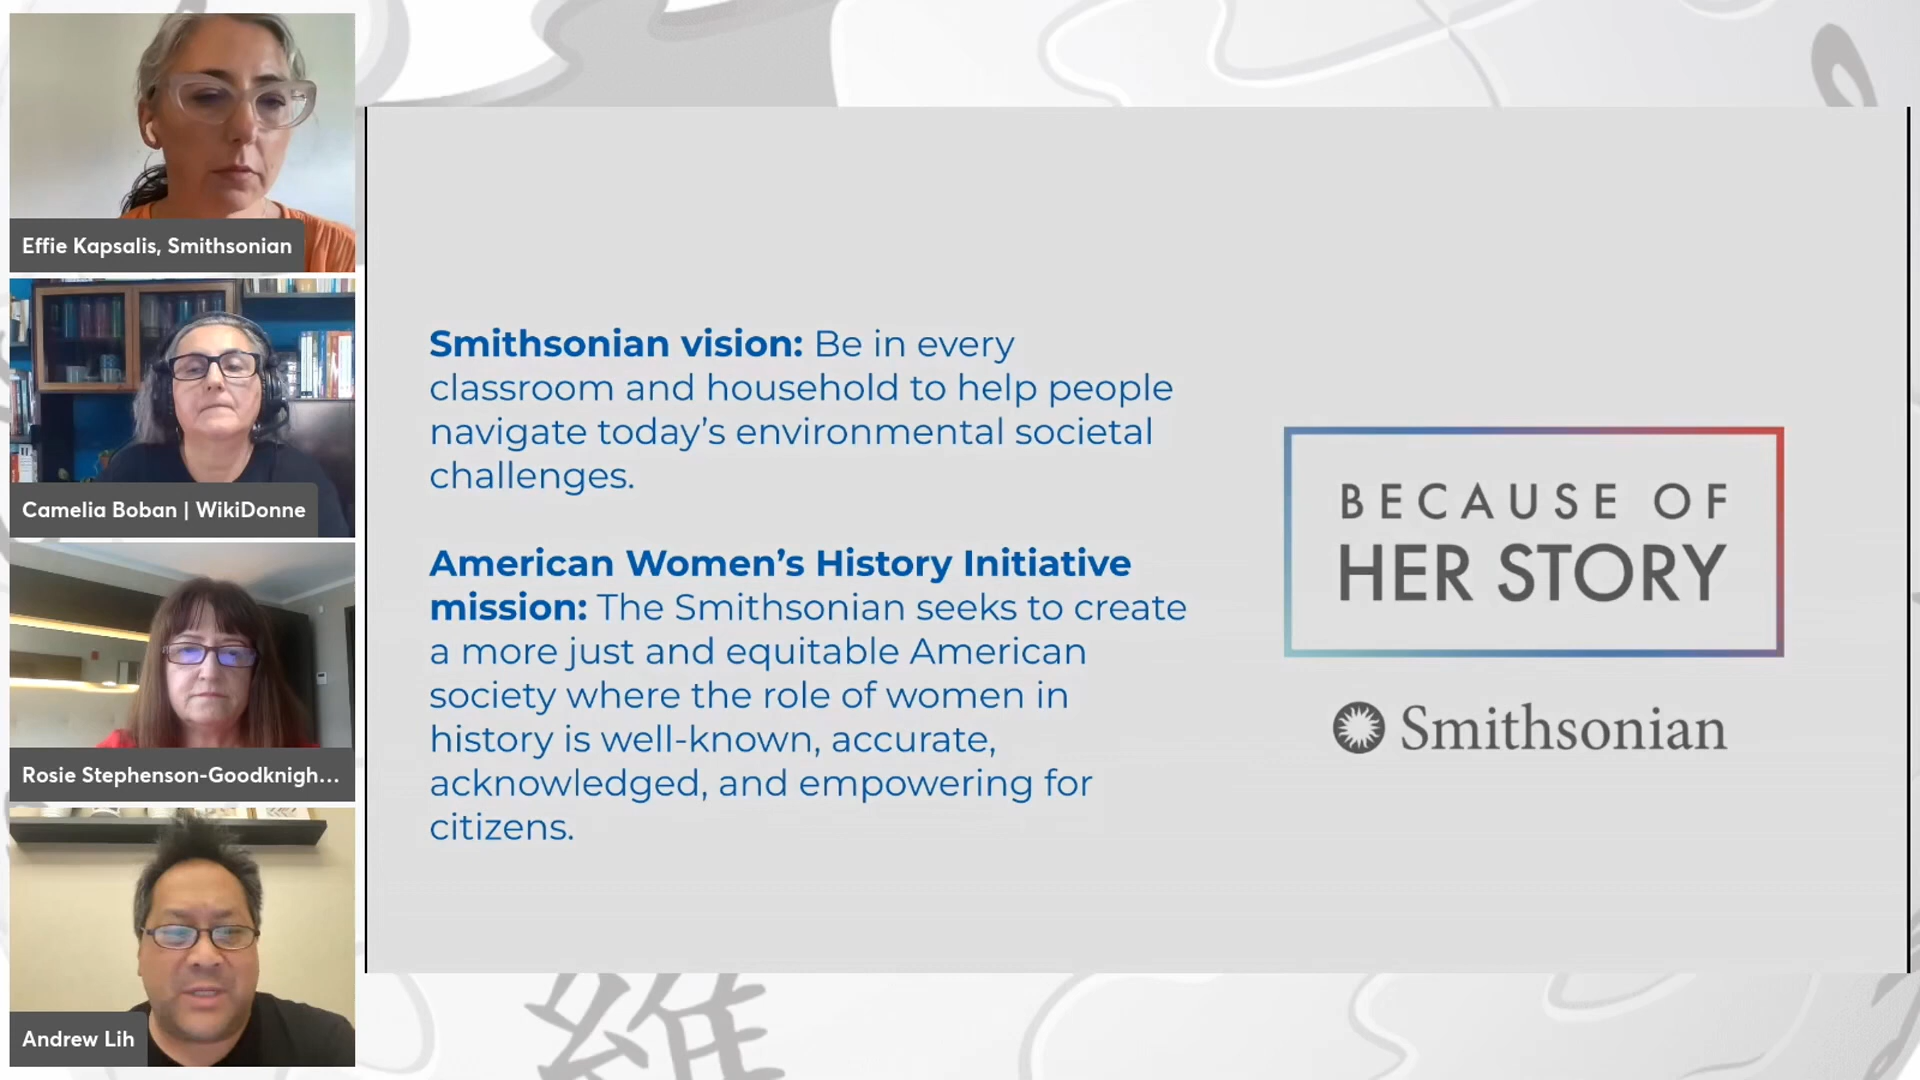 Effie Kapsalis, Smithsonian
Camelia Boban | WikiDonne
Rosie Stephenson-Goodknigh...
Andrew Lih
Smithsonian vision: Be in every
classroom and household to help people
navigate today’s environmental societal
challenges.
American Women’s History Initiative
mission: The Smithsonian seeks to create
a more just and equitable American
society where the role of women in
history is well-known, accurate,
acknowledged, and empowering for
citizens.
BECAUSE OF
HER STORY
Smithsonian
維